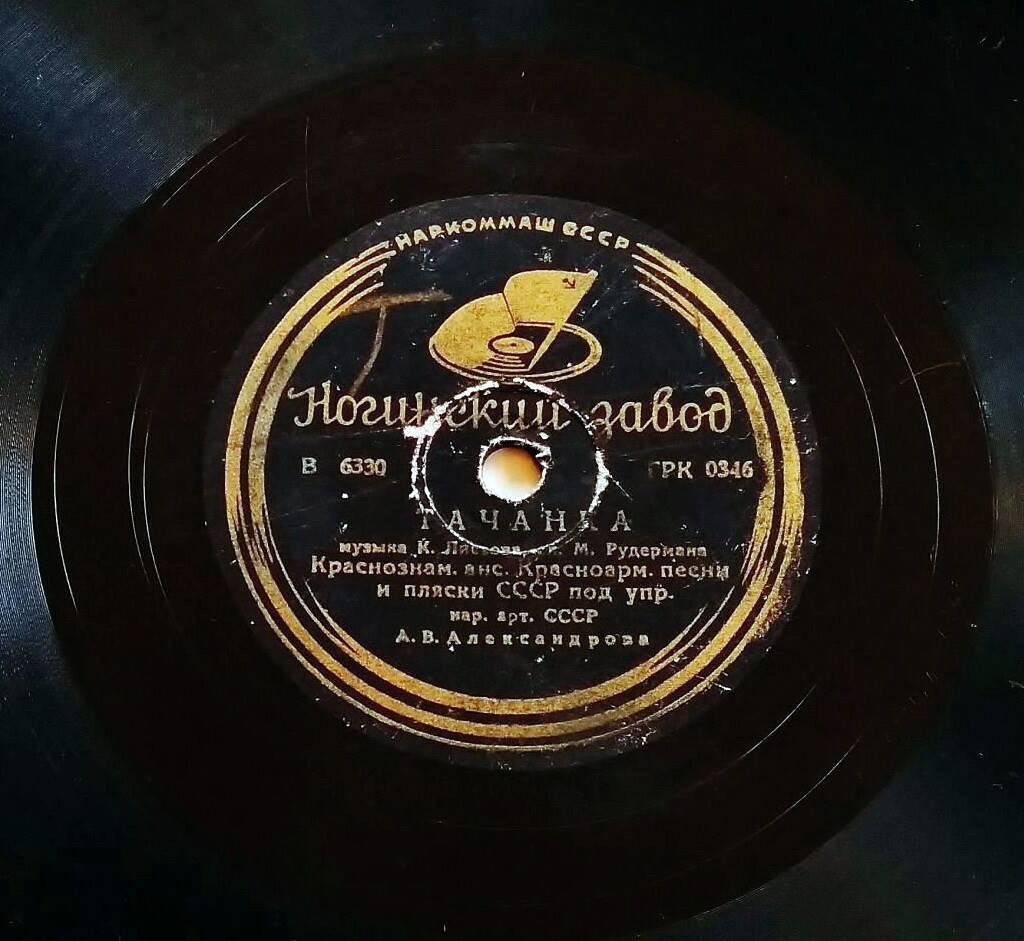 НАРКОММАШ СССР
Ногинский завод
В 6330 ГРК 0346
ТАЧАНКА
музыка К. Листова М. Рудермана
Краснознам. анс. Красноарм. песни
и пляски СССР под упр.
нар. арт. СССР
А. В. Александрова